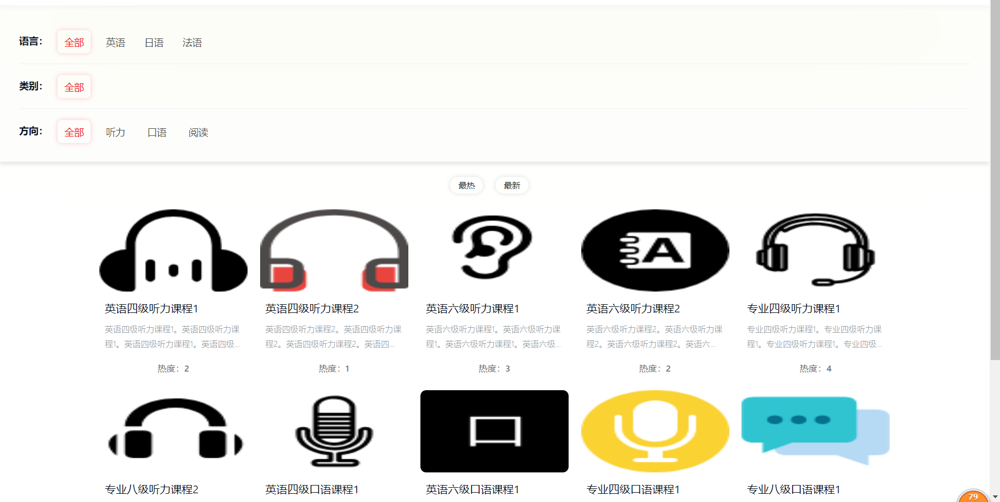 语言： 全部 英语 日语 法语
类别： 全部
方向： 全部 听力 口语 阅读
最热 最新
A
英语四级听力课程1
英语四级听力课程1。英语四级听力课
程1。英语四级听力课程1。英语四级...
热度：2
英语四级听力课程2
英语四级听力课程2。英语四级听力课
程2。英语四级听力课程2。英语四...
热度：1
英语六级听力课程1
英语六级听力课程1。英语六级听力课
程1。英语六级听力课程1。英语六级...
热度：3
英语六级听力课程2
英语六级听力课程2。英语六级听力课
程2。英语六级听力课程2。英语六...
热度：2
专业四级听力课程1
专业四级听力课程1。专业四级听力课
程1。专业四级听力课程1。专业四级...
热度：4
专业八级听力课程2
英语四级口语课程1
英语六级口语课程1
专业四级口语课程1
专业八级口语课程1
79